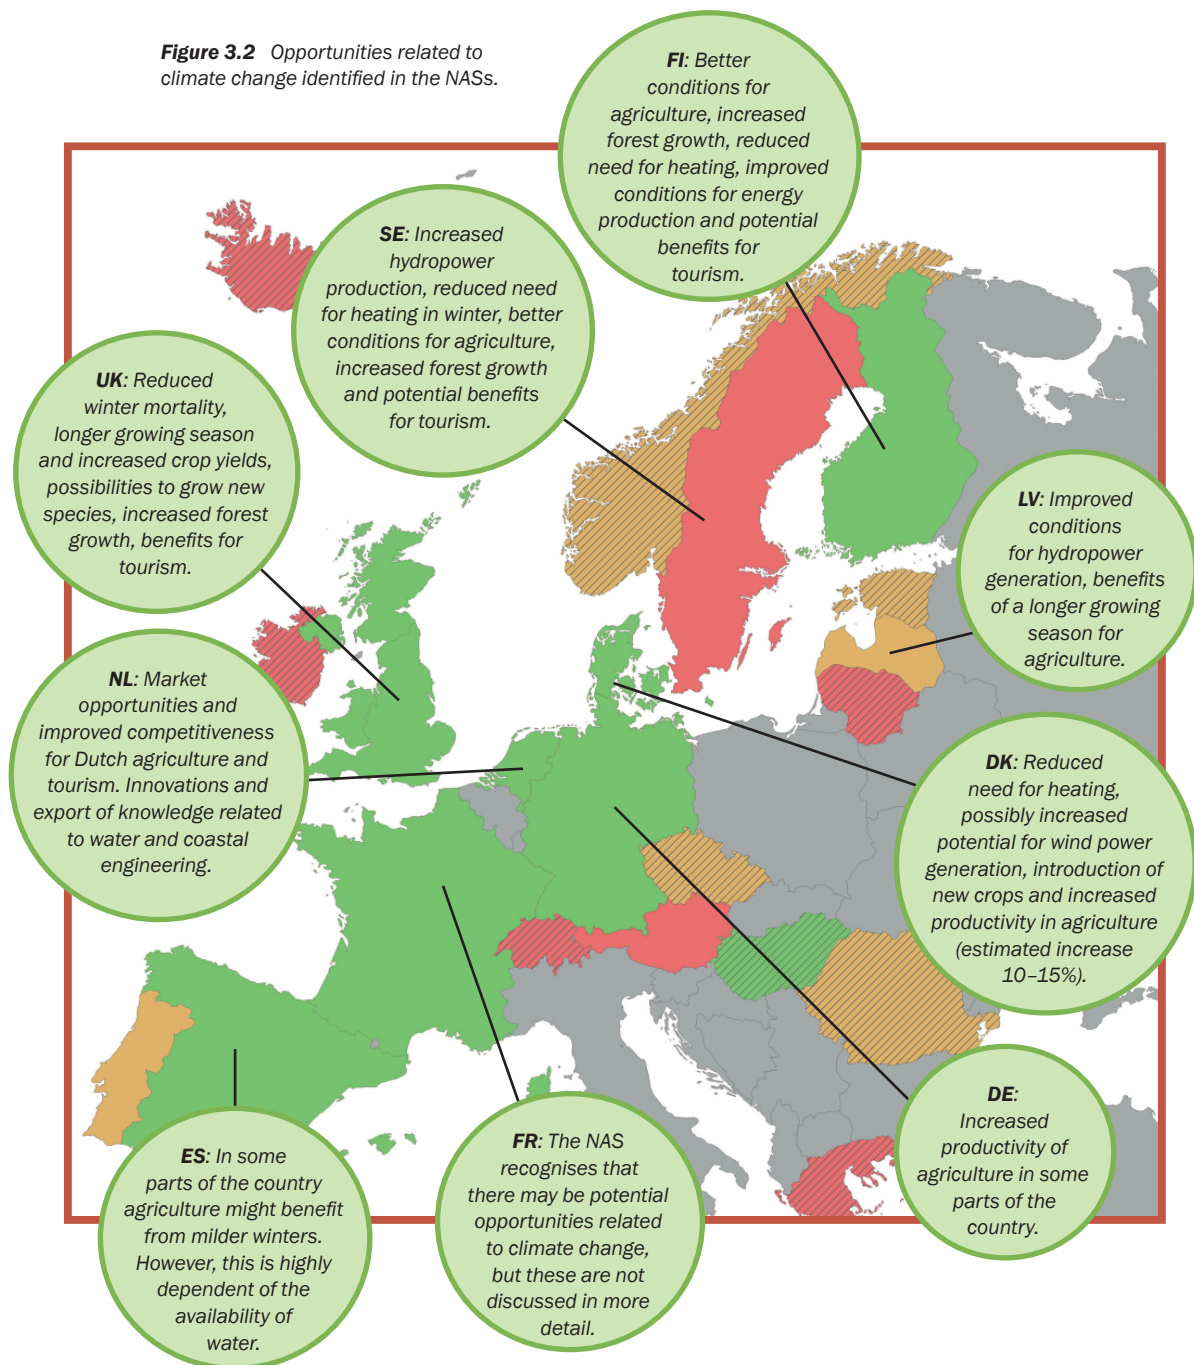 Figure 3.2 Opportunities related to
climate change identified in the NASs.
FI: Better
conditions for
agriculture, increased
forest growth, reduced
need for heating, improved
conditions for energy
production and potential
benefits for
tourism.
SE: Increased
hydropower
production, reduced need
for heating in winter, better
conditions for agriculture,
increased forest growth
and potential benefits
for tourism.
UK: Reduced
winter mortality,
longer growing season
and increased crop yields,
possibilities to grow new
species, increased forest
growth, benefits for
tourism.
LV: Improved
conditions
for hydropower
generation, benefits
of a longer growing
season for
agriculture.
NL: Market
opportunities and
improved competitiveness
for Dutch agriculture and
tourism. Innovations and
export of knowledge related
to water and coastal
engineering.
DK: Reduced
need for heating,
possibly increased
potential for wind power
generation, introduction of
new crops and increased
productivity in agriculture
(estimated increase
10–15%).
DE:
Increased
productivity of
agriculture in some
parts of the
country.
FR: The NAS
recognises that
there may be potential
opportunities related
to climate change,
but these are not
discussed in more
detail.
ES: In some
parts of the country
agriculture might benefit
from milder winters.
However, this is highly
dependent of the
availability of
water.